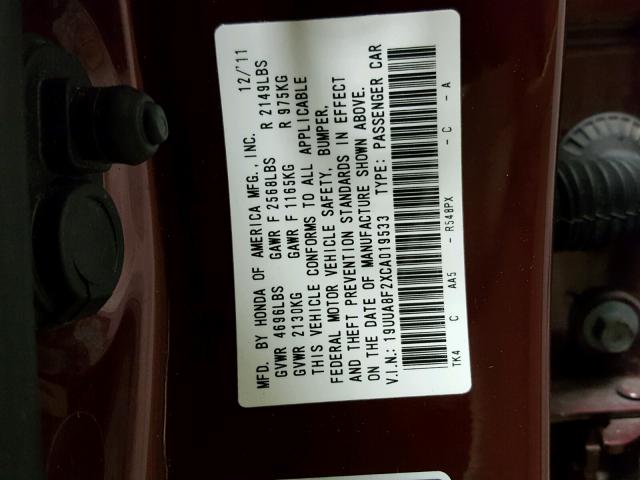 MFD. BY HONDA OF AMERICA MFG., INC. 12/'11
GVWR 4696LBS GAWR F 2568LBS R 2149LBS
GVWR 2130KG GAWR F 1165KG R 975KG
THIS VEHICLE CONFORMS TO ALL APPLICABLE
FEDERAL MOTOR VEHICLE SAFETY, BUMPER,
AND THEFT PREVENTION STANDARDS IN EFFECT
ON THE DATE OF MANUFACTURE SHOWN ABOVE.
V.I.N.: 19UUA8F2XCA019533 TYPE: PASSENGER CAR
TK4 C AA5 - R548PX - C - A